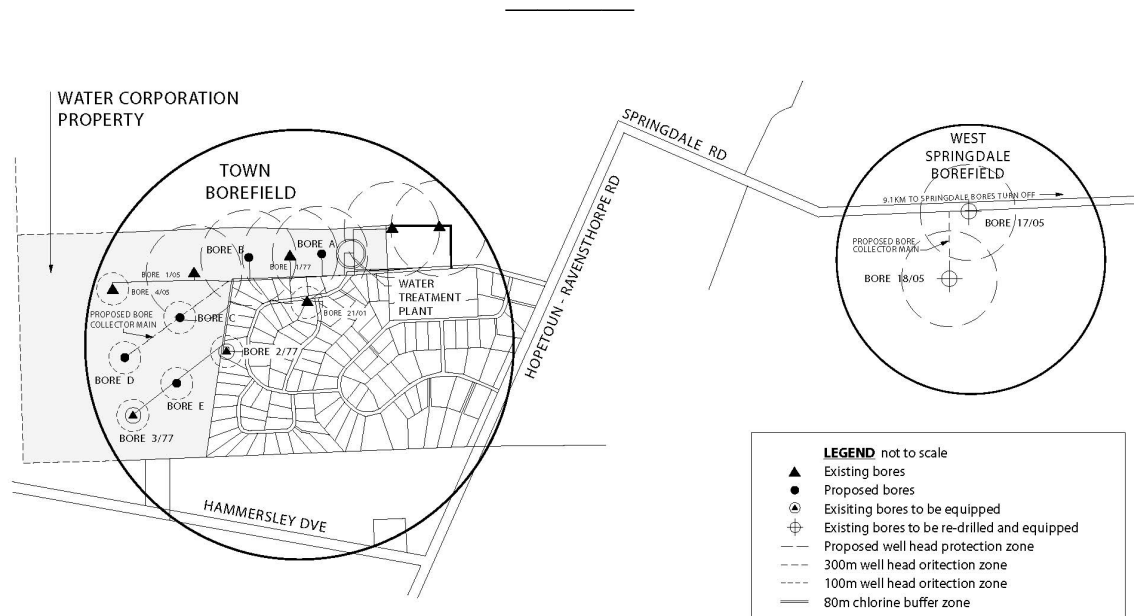 WATER CORPORATION
PROPERTY
TOWN
BOREFIELD
BORE B
BORE A
BORE 1/05
BORE 1/77
BORE 4/05
WATER
TREATMENT
PLANT
PROPOSED BORE
COLLECTOR MAIN
BORE C
BORE 21/01
BORE 2/77
BORE D
BORE E
BORE 3/77
HAMMERSLEY DVE
HOPETOUN - RAVENSTHORPE RD
SPRINGDALE RD
WEST
SPRINGDALE
BOREFIELD
9.1KM TO SPRINGDALE BORES TURN OFF
BORE 17/05
PROPOSED BORE
COLLECTOR MAIN
BORE 18/05
LEGEND not to scale
Existing bores
Proposed bores
Exisiting bores to be equipped
Existing bores to be re-drilled and equipped
Proposed well head protection zone
300m well head oritection zone
100m well head oritection zone
80m chlorine buffer zone